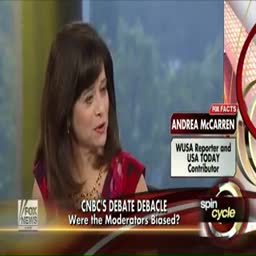 FOX FACTS
ANDREA McCARREN
WUSA Reporter and
USA TODAY
Contributor
FOX
NEWS
CNBC'S DEBATE DEBACLE
Were the Moderators Biased?
spin
cycle